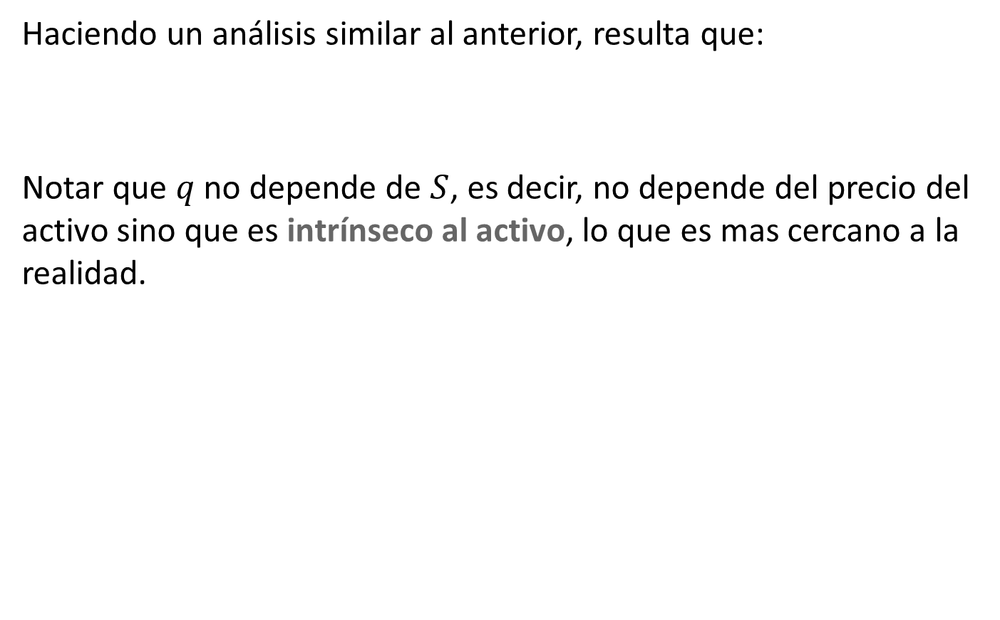 Haciendo un análisis similar al anterior, resulta que:
Notar que q no depende de S, es decir, no depende del precio del
activo sino que es intrínseco al activo, lo que es mas cercano a la
realidad.